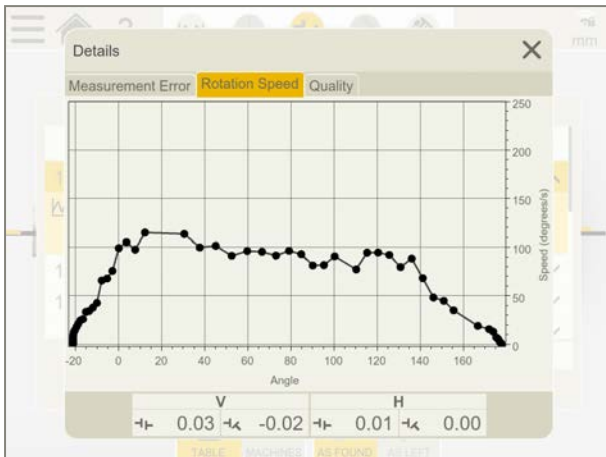 ?
mm
Details
Measurement Error Rotation Speed Quality
250
200
150
100
50
0
Speed (degrees/s)
-20 0 20 40 60 80 100 120 140 160
Angle
V H
0.03 -0.02 0.01 0.00
TABLE MACHINES AS FOUND AS LEFT